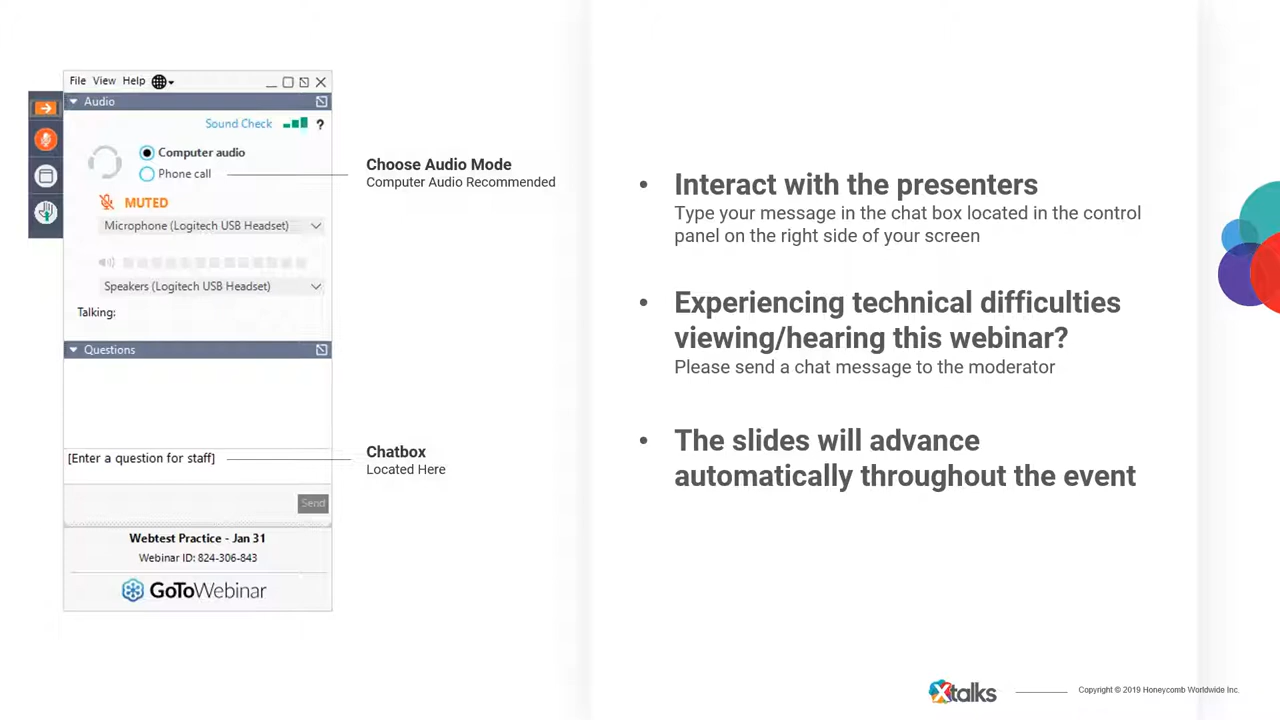 File View Help
Audio
Sound Check ?
Computer audio
Phone call
MUTED
Microphone (Logitech USB Headset)
Speakers (Logitech USB Headset)
Talking:
Questions
[Enter a question for staff]
Send
Webtest Practice - Jan 31
Webinar ID: 824-306-843
GoToWebinar
Choose Audio Mode
Computer Audio Recommended
Chatbox
Located Here
• Interact with the presenters
Type your message in the chat box located in the control
panel on the right side of your screen
• Experiencing technical difficulties
viewing/hearing this webinar?
Please send a chat message to the moderator
• The slides will advance
automatically throughout the event
Xtalks
Copyright © 2019 Honeycomb Worldwide Inc.